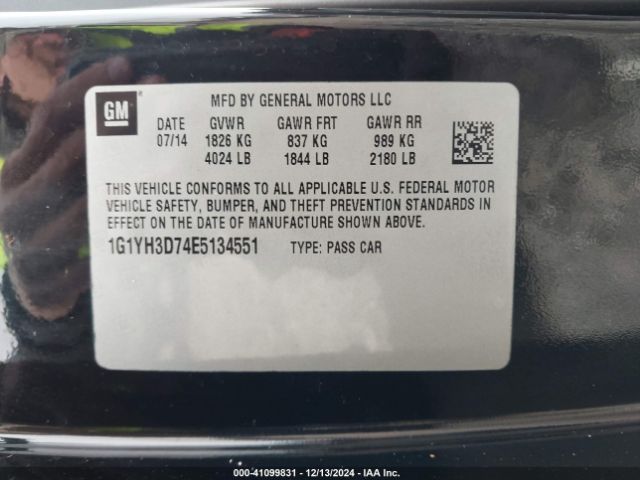 GM ®
MFD BY GENERAL MOTORS LLC
DATE GVWR GAWR FRT GAWR RR
07/14 1826 KG 837 KG 989 KG
4024 LB 1844 LB 2180 LB
THIS VEHICLE CONFORMS TO ALL APPLICABLE U.S. FEDERAL MOTOR
VEHICLE SAFETY, BUMPER, AND THEFT PREVENTION STANDARDS IN
EFFECT ON THE DATE OF MANUFACTURE SHOWN ABOVE.
1G1YH3D74E5134551 TYPE: PASS CAR
000-41099831 - 12/13/2024 - IAA Inc.